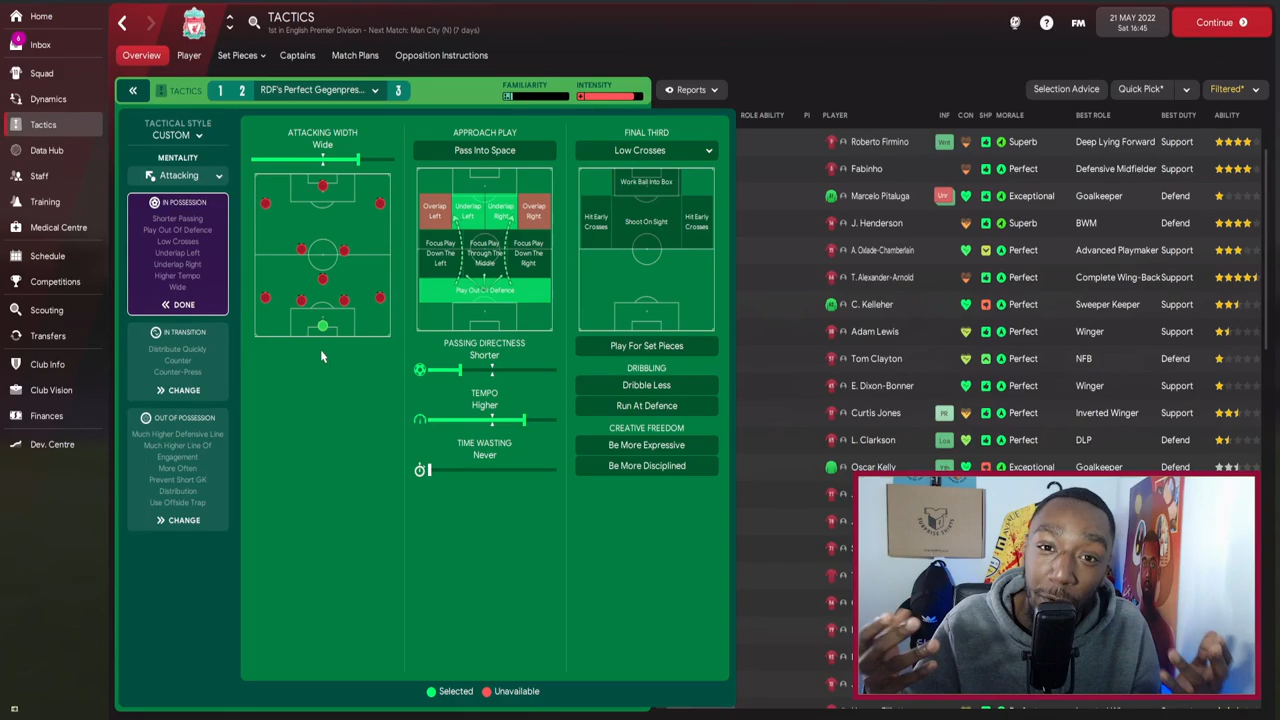 Home
Inbox
6
Squad
Dynamics
Tactics
Data Hub
Staff
Training
Medical Centre
Schedule
Competitions
Scouting
Transfers
Club Info
Club Vision
Finances
Dev. Centre
TACTICS
1st in English Premier Division - Next Match: Man City (N) (7 days)
FM
21 MAY 2022
Sat 16:45
Continue
Overview
Player
Set Pieces
Captains
Match Plans
Opposition Instructions
TACTICS
1
2
RDF's Perfect Gegenpres...
3
FAMILIARITY
INTENSITY
Reports
Selection Advice
Quick Pick*
Filtered*
TACTICAL STYLE
CUSTOM
MENTALITY
Attacking
IN POSSESSION
Shorter Passing
Play Out Of Defence
Low Crosses
Underlap Left
Underlap Right
Higher Tempo
Wide
DONE
IN TRANSITION
Distribute Quickly
Counter
Counter-Press
CHANGE
OUT OF POSSESSION
Much Higher Defensive Line
Much Higher Line Of
Engagement
More Often
Prevent Short GK
Distribution
Use Offside Trap
CHANGE
ATTACKING WIDTH
Wide
APPROACH PLAY
Pass Into Space
Overlap Left
Underlap Left
Underlap Right
Overlap Right
Focus Play Down The Left
Focus Play Through The Middle
Focus Play Down The Right
Play Out Of Defence
PASSING DIRECTNESS
Shorter
TEMPO
Higher
TIME WASTING
Never
FINAL THIRD
Low Crosses
Work Ball Into Box
Hit Early Crosses
Shoot On Sight
Hit Early Crosses
Play For Set Pieces
DRIBBLING
Dribble Less
Run At Defence
CREATIVE FREEDOM
Be More Expressive
Be More Disciplined
Selected
Unavailable
ROLE ABILITY PI PLAYER INF CON SHP MORALE BEST ROLE BEST DUTY ABILITY
Roberto Firmino Wnt Superb Deep Lying Forward Support
Fabinho Perfect Defensive Midfielder Support
Marcelo Pitaluga Unr Exceptional Goalkeeper Defend
J. Henderson Superb BWM Support
A. Oxlade-Chamberlain Perfect Advanced Playmaker Support
T. Alexander-Arnold Perfect Complete Wing-Back Support
C. Kelleher Perfect Sweeper Keeper Support
Adam Lewis Perfect Winger Support
Tom Clayton Perfect NFB Defend
E. Dixon-Bonner Perfect Winger Support
Curtis Jones PR Perfect Inverted Winger Support
L. Clarkson Loa Perfect DLP Defend
Oscar Kelly Yth Exceptional Goalkeeper Defend
SURPRISE SHIRTS